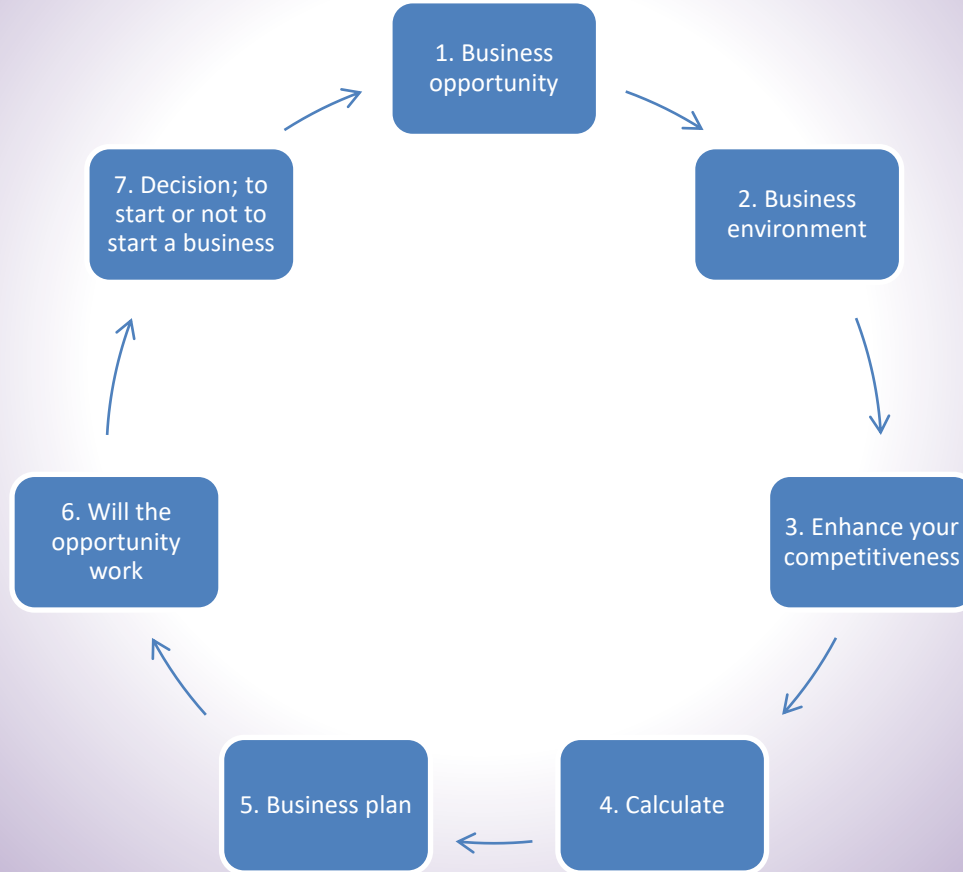 1. Business
opportunity
2. Business
environment
3. Enhance your
competitiveness
4. Calculate
5. Business plan
6. Will the
opportunity
work
7. Decision; to
start or not to
start a business